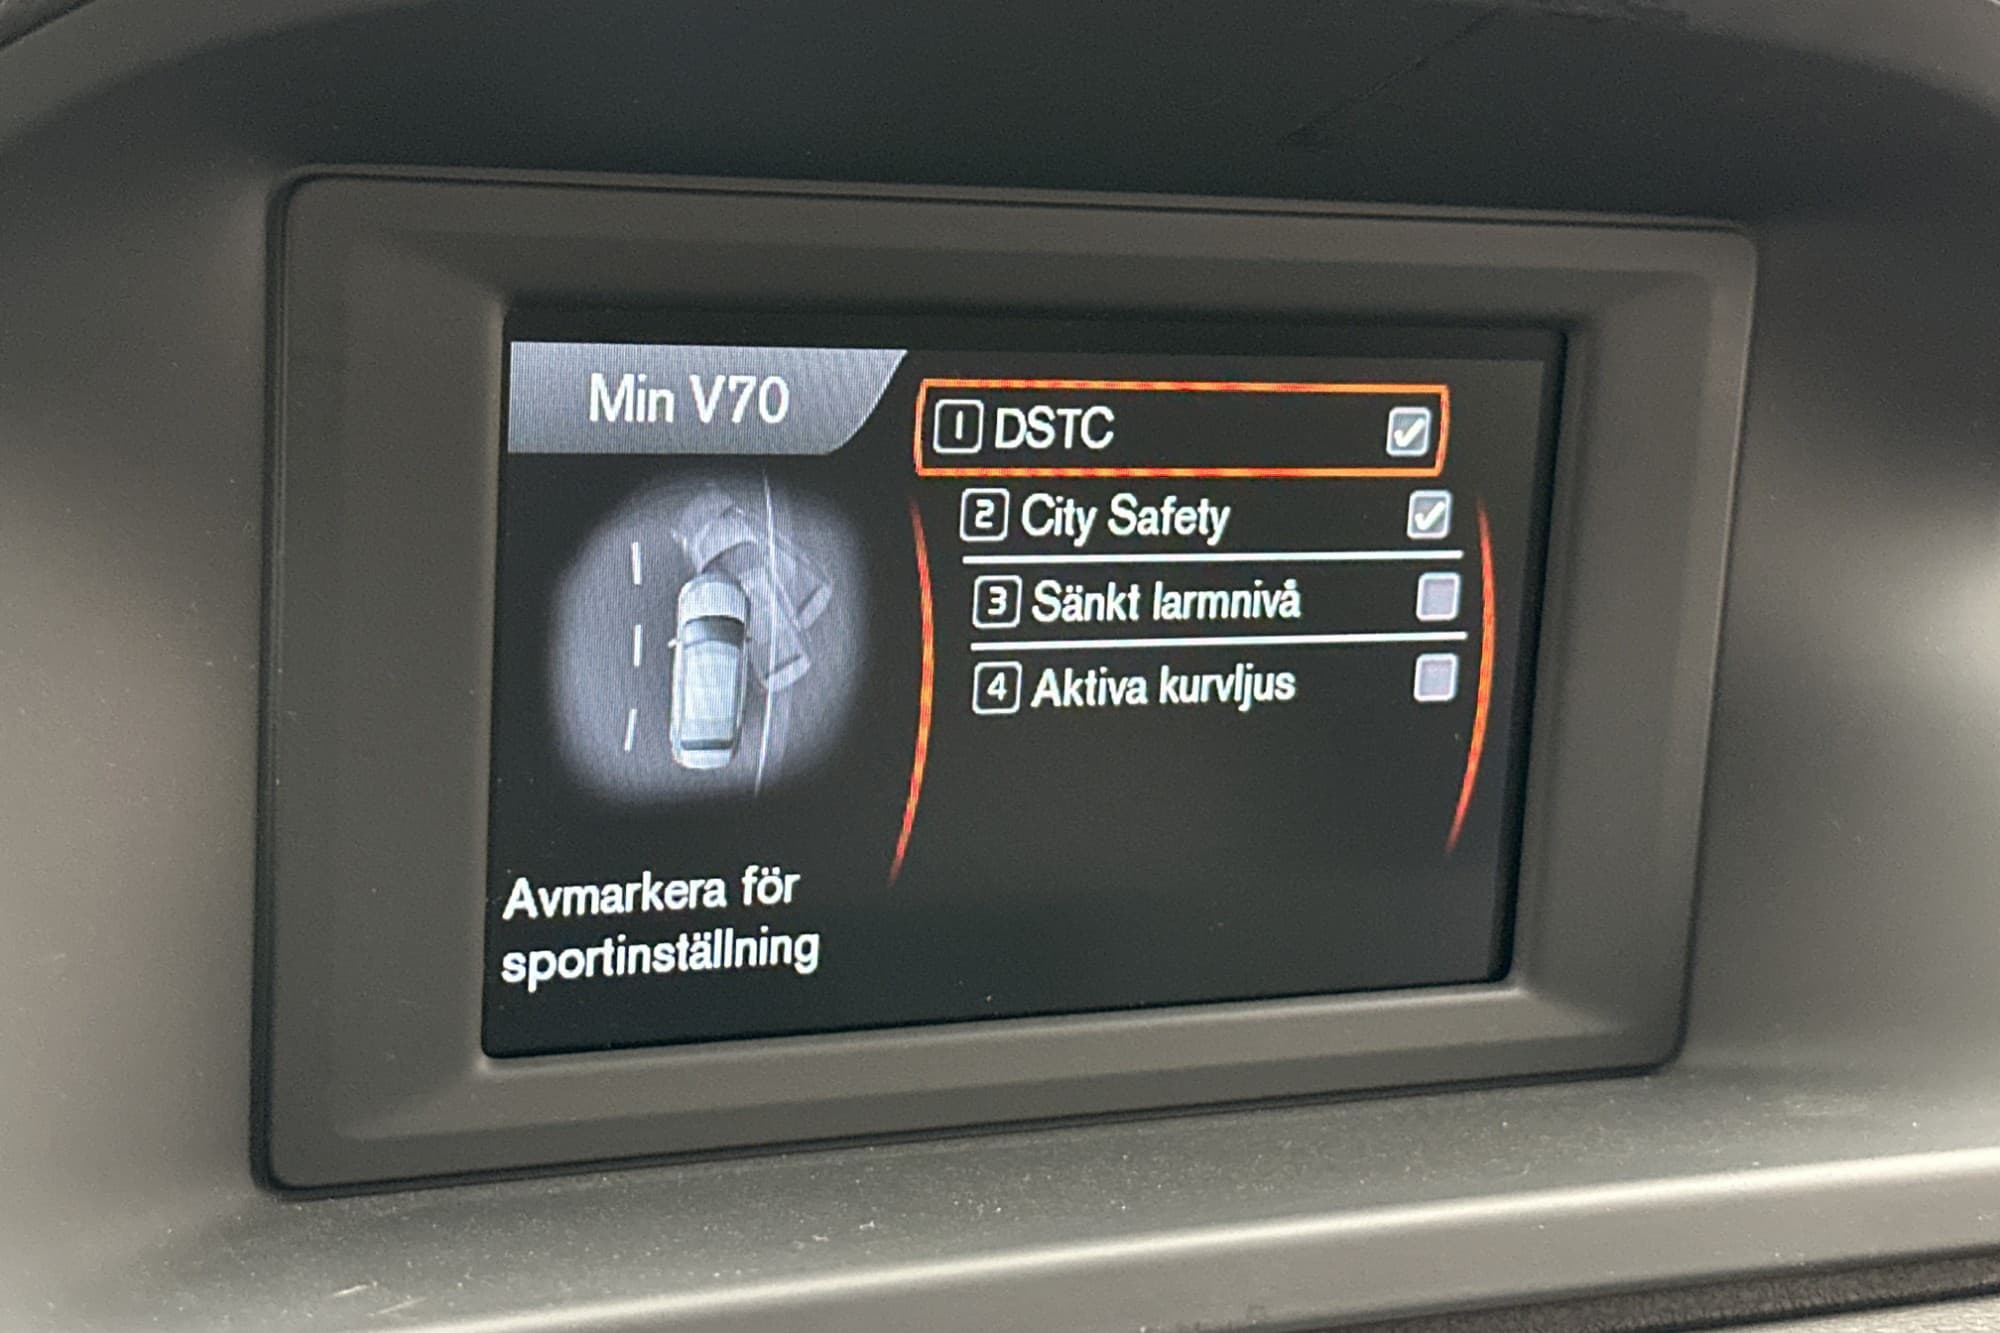 Min V70
1 DSTC
2 City Safety
3 Sänkt larmnivå
4 Aktiva kurvljus
Avmarkera för
sportinställning